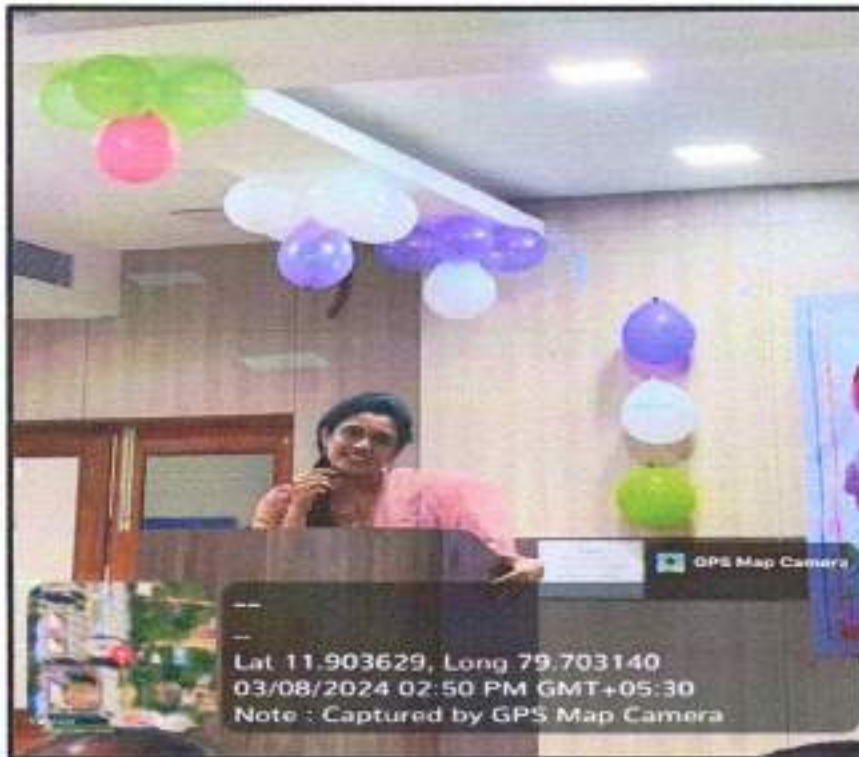 GPS Map Camera
--
--
Lat 11.903629, Long 79.703140
03/08/2024 02:50 PM GMT+05:30
Note : Captured by GPS Map Camera